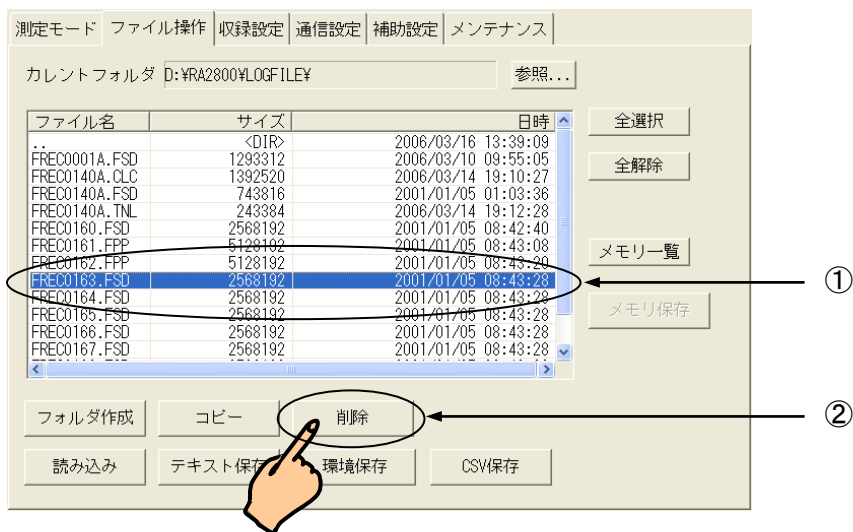 測定モード ファイル操作 収録設定 通信設定 補助設定 メンテナンス
カレントフォルダ D:¥RA2800¥LOGFILE¥ 参照...
ファイル名 サイズ 日時
.. <DIR> 2006/03/16 13:39:09
FREC0001A.FSD 1293312 2006/03/10 09:55:05
FREC0140A.CLC 1392520 2006/03/14 19:10:27
FREC0140A.FSD 743816 2001/01/05 01:03:36
FREC0140A.TNL 243384 2006/03/14 19:12:28
FREC0160.FSD 2568192 2001/01/05 08:42:40
FREC0161.FPP 5128192 2001/01/05 08:43:08
FREC0162.FPP 5128192 2001/01/05 08:43:20
FREC0163.FSD 2568192 2001/01/05 08:43:28
FREC0164.FSD 2568192 2001/01/05 08:43:28
FREC0165.FSD 2568192 2001/01/05 08:43:28
FREC0166.FSD 2568192 2001/01/05 08:43:28
FREC0167.FSD 2568192 2001/01/05 08:43:28
全選択
全解除
メモリ一覧
メモリ保存
①
フォルダ作成 コピー 削除
②
読み込み テキスト保存 環境保存 CSV保存